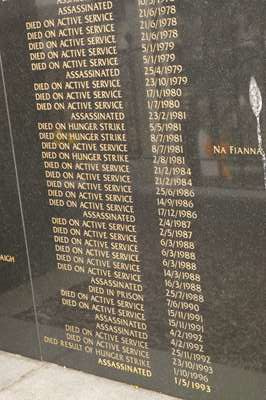 ASSASSINATED
DIED ON ACTIVE SERVICE 21/6/1978
DIED ON ACTIVE SERVICE 21/6/1978
DIED ON ACTIVE SERVICE 21/6/1978
DIED ON ACTIVE SERVICE 5/1/1979
DIED ON ACTIVE SERVICE 5/1/1979
ASSASSINATED 25/4/1979
DIED ON ACTIVE SERVICE 23/10/1979
DIED ON ACTIVE SERVICE 17/1/1980
DIED ON ACTIVE SERVICE 1/7/1980
ASSASSINATED 23/2/1981
DIED ON HUNGER STRIKE 5/5/1981
DIED ON HUNGER STRIKE 8/7/1981
DIED ON HUNGER STRIKE 8/7/1981
DIED ON HUNGER STRIKE 2/8/1981
DIED ON ACTIVE SERVICE 21/2/1984
DIED ON ACTIVE SERVICE 21/2/1984
DIED ON ACTIVE SERVICE 25/6/1986
DIED ON ACTIVE SERVICE 14/9/1986
ASSASSINATED 17/12/1986
DIED ON ACTIVE SERVICE 2/4/1987
DIED ON ACTIVE SERVICE 2/5/1987
DIED ON ACTIVE SERVICE 6/3/1988
DIED ON ACTIVE SERVICE 6/3/1988
DIED ON ACTIVE SERVICE 6/3/1988
DIED ON ACTIVE SERVICE 14/3/1988
ASSASSINATED 16/3/1988
DIED IN PRISON 25/7/1988
DIED ON ACTIVE SERVICE 7/6/1990
DIED ON ACTIVE SERVICE 15/11/1991
DIED ON ACTIVE SERVICE 15/11/1991
ASSASSINATED 4/2/1992
ASSASSINATED 4/2/1992
DIED ON ACTIVE SERVICE 25/11/1992
DIED ON ACTIVE SERVICE 23/10/1993
DIED RESULT OF HUNGER STRIKE 1/10/1996
ASSASSINATED 1/5/1993
NA FIANNA
AIGH